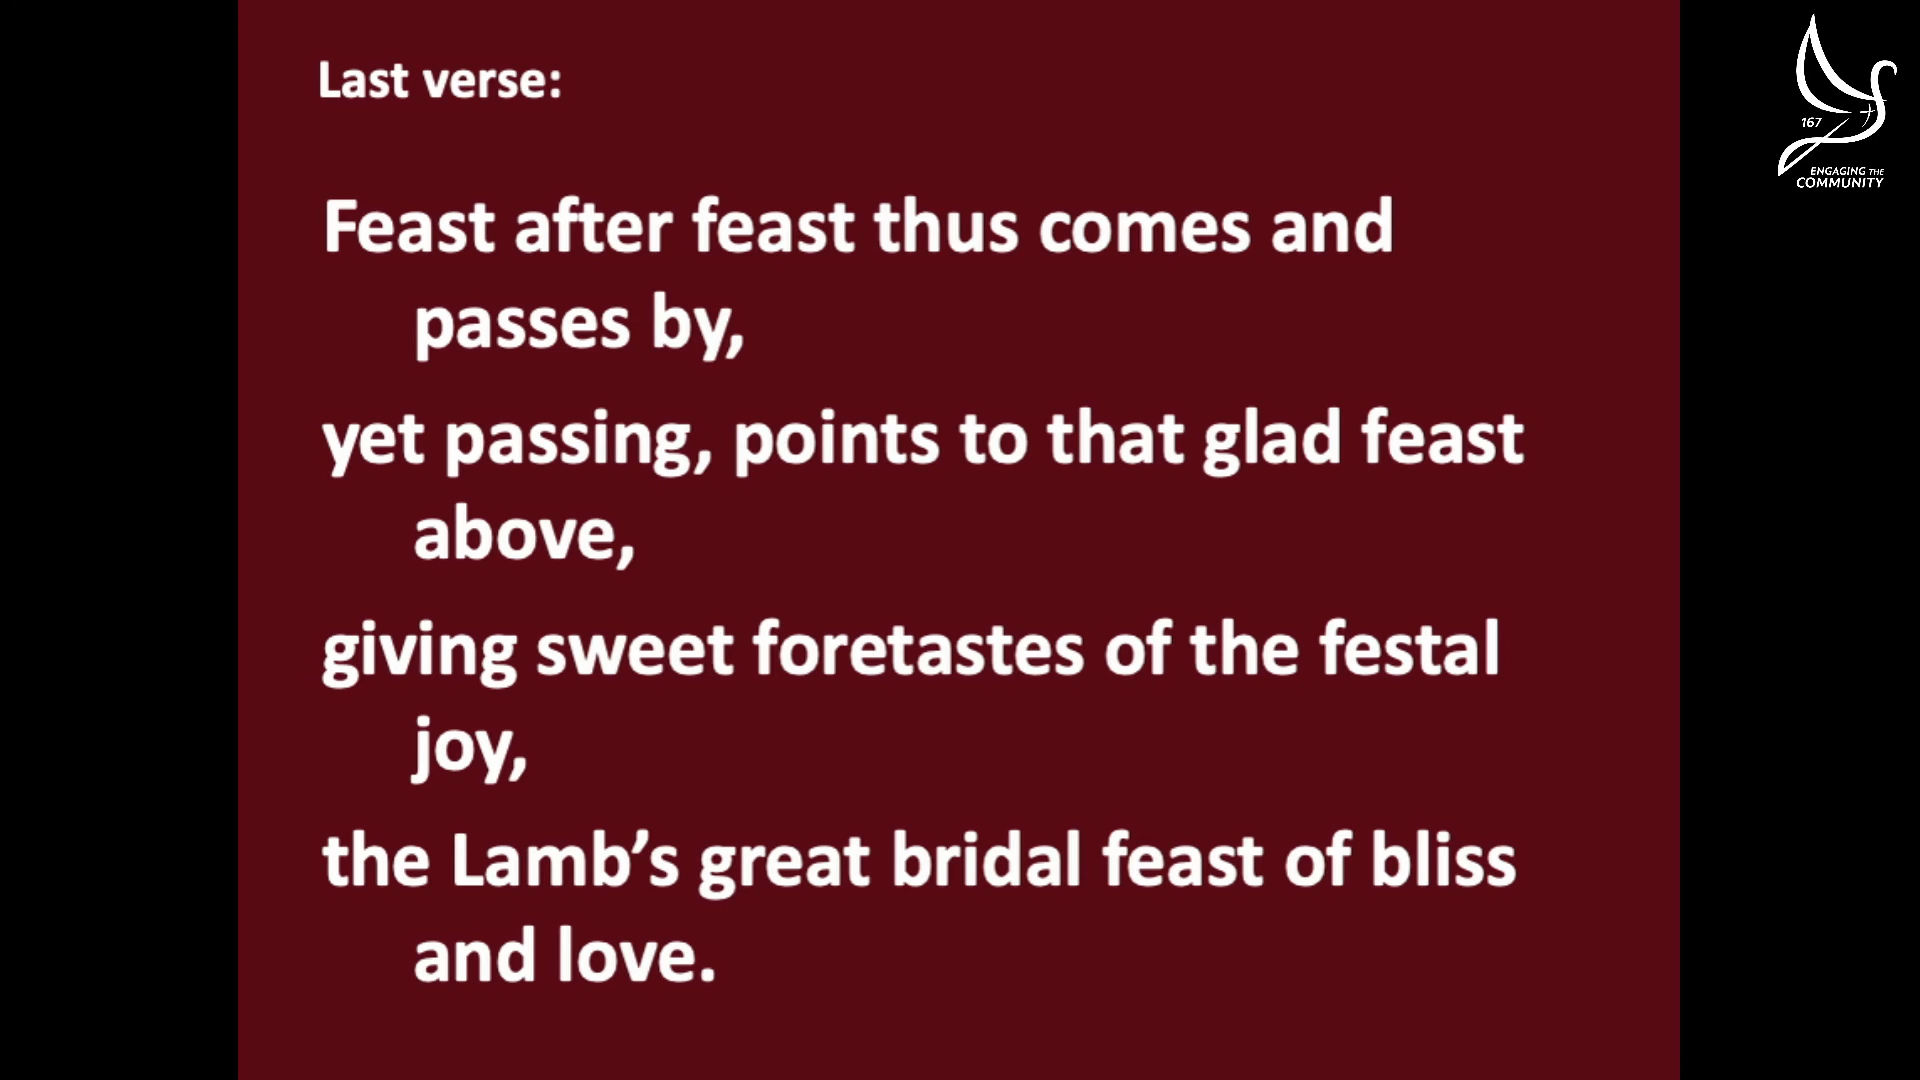 Last verse:
Feast after feast thus comes and
passes by,
yet passing, points to that glad feast
above,
giving sweet foretastes of the festal
joy,
the Lamb’s great bridal feast of bliss
and love.
167
ENGAGING THE
COMMUNITY